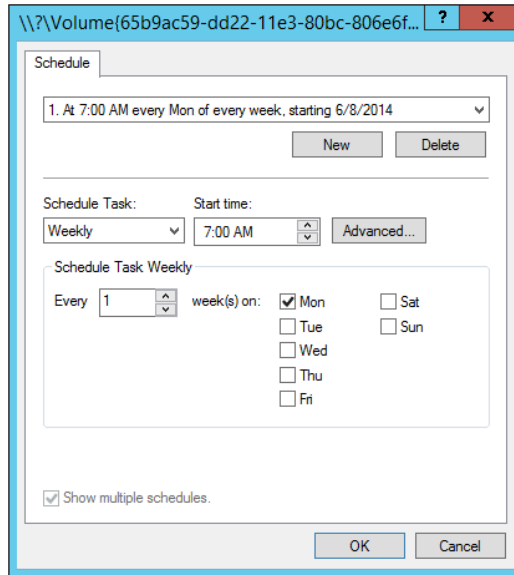 \\?\Volume{65b9ac59-dd22-11e3-80bc-806e6f... ? x
Schedule
1. At 7:00 AM every Mon of every week, starting 6/8/2014
New Delete
Schedule Task: Start time:
Weekly 7:00 AM Advanced...
Schedule Task Weekly
Every 1 week(s) on: Mon Sat
Tue Sun
Wed
Thu
Fri
Show multiple schedules.
OK Cancel